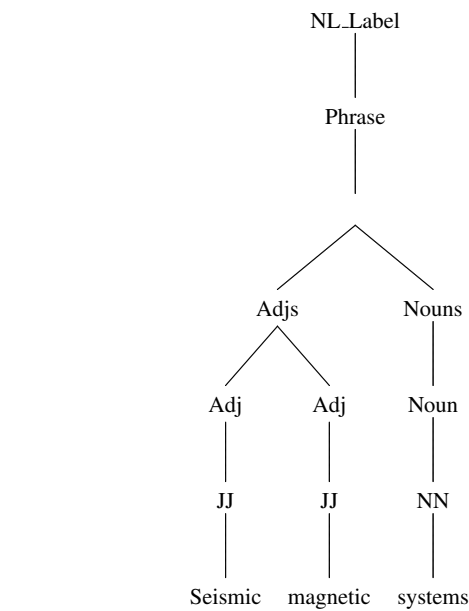 NL_Label
Phrase
Adjs Nouns
Adj Adj Noun
JJ JJ NN
Seismic magnetic systems